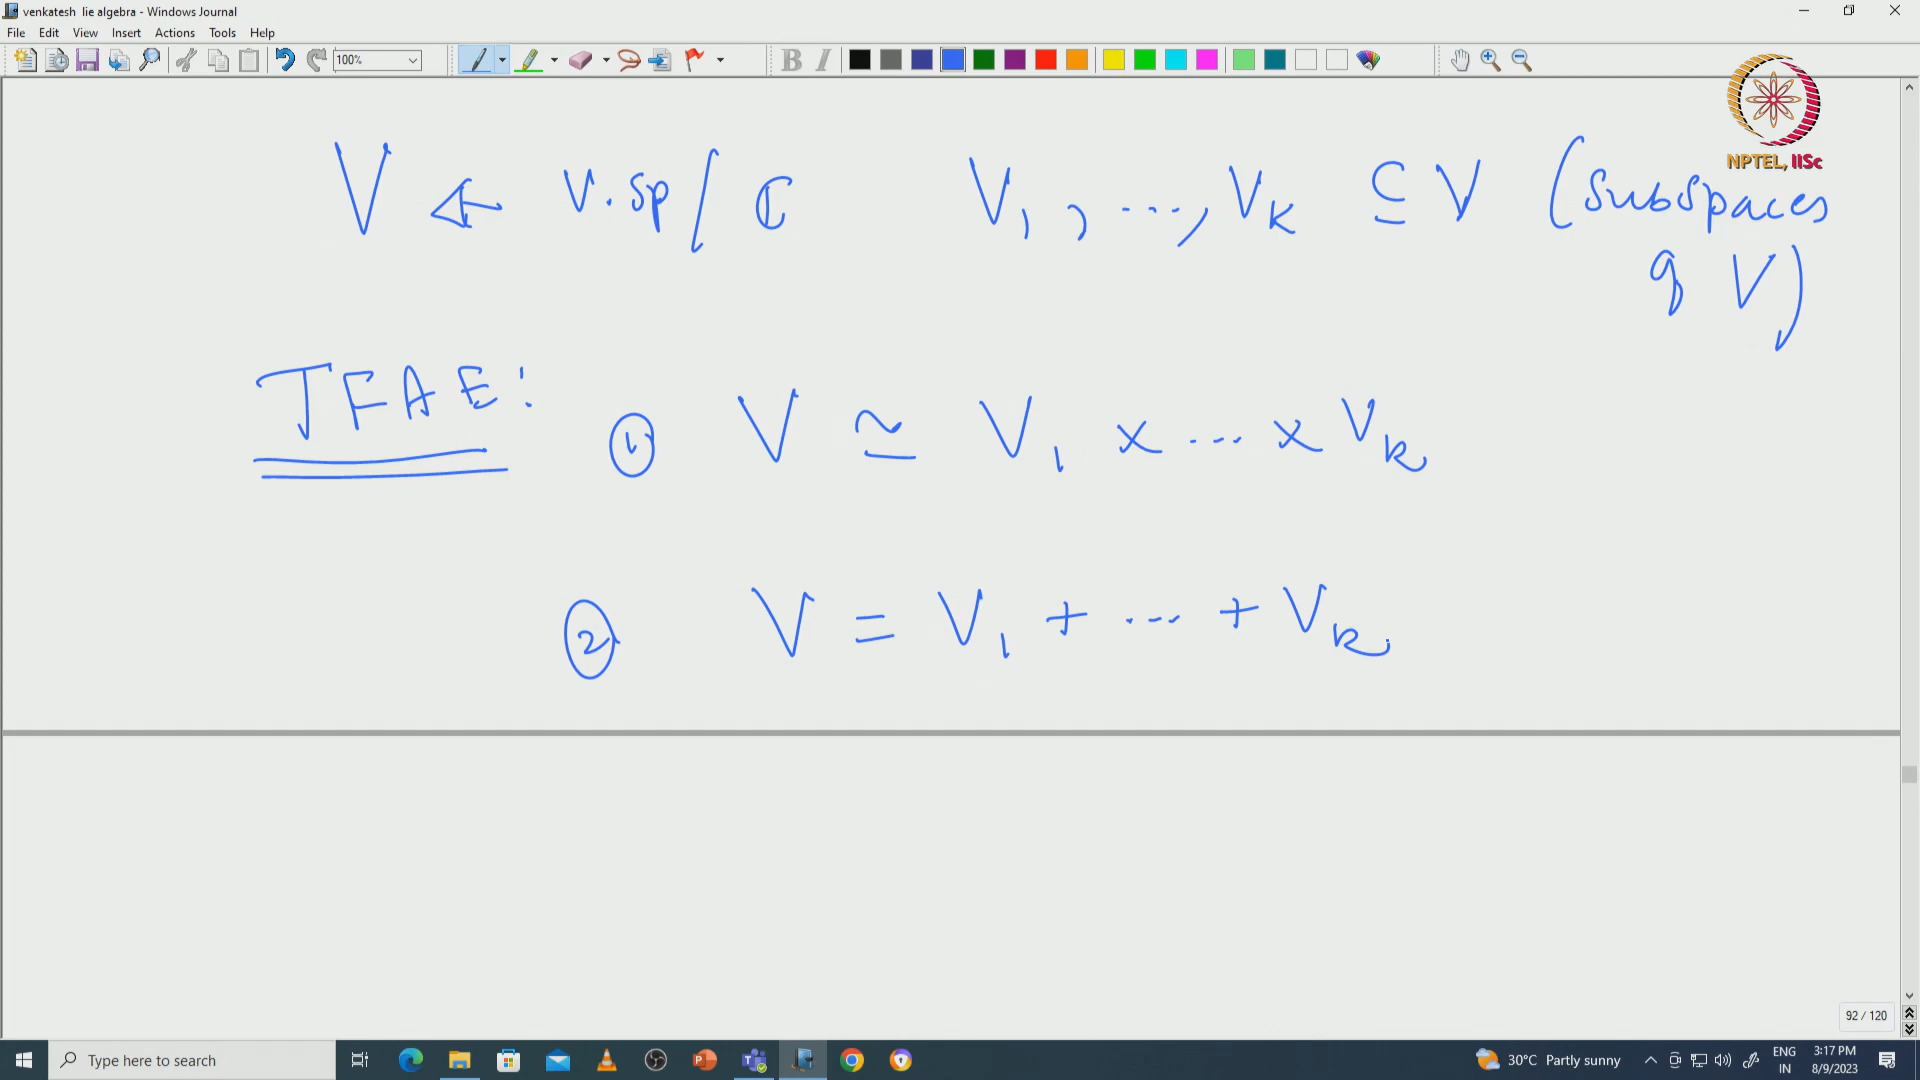 venkatesh lie algebra - Windows Journal
File Edit View Insert Actions Tools Help
100%
B I
NPTEL, IISc
V ← v.sp / ℂ V₁, ..., Vₖ ⊆ V (subspaces
of V)
TFAE:
① V ≅ V₁ × ... × Vₖ
② V = V₁ + ... + Vₖ
92 / 120
Type here to search
30°C Partly sunny
ENG
IN
3:17 PM
8/9/2023